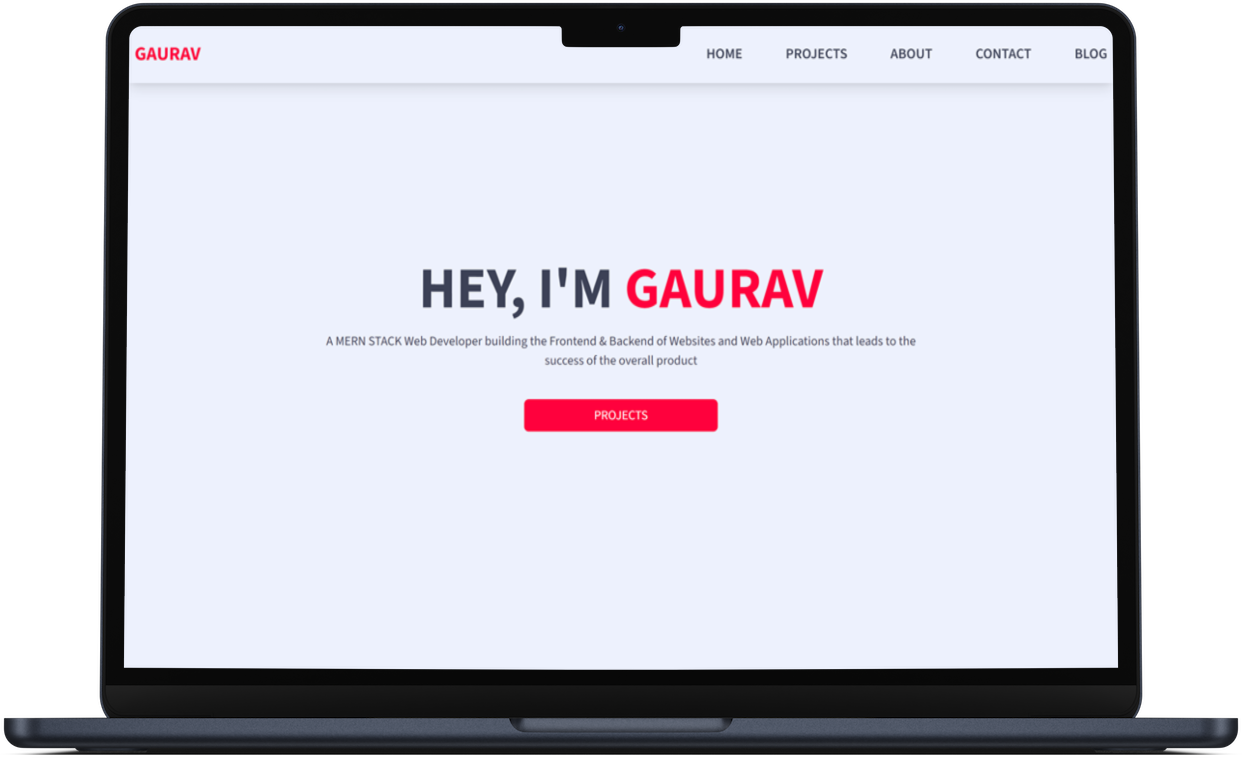 GAURAV
HOME PROJECTS ABOUT CONTACT BLOG
HEY, I'M GAURAV
A MERN STACK Web Developer building the Frontend & Backend of Websites and Web Applications that leads to the
success of the overall product
PROJECTS